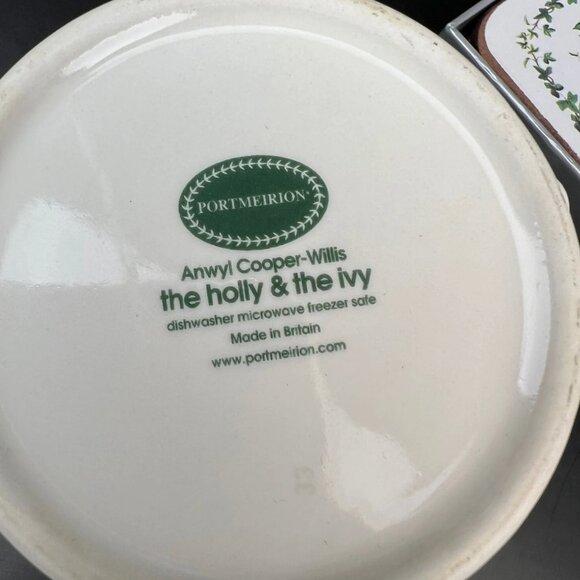 PORTMEIRION®
Anwyl Cooper-Willis
the holly & the ivy
dishwasher microwave freezer safe
Made in Britain
www.portmeirion.com